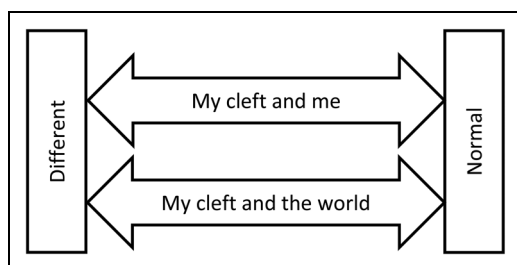 Different
My cleft and me
My cleft and the world
Normal